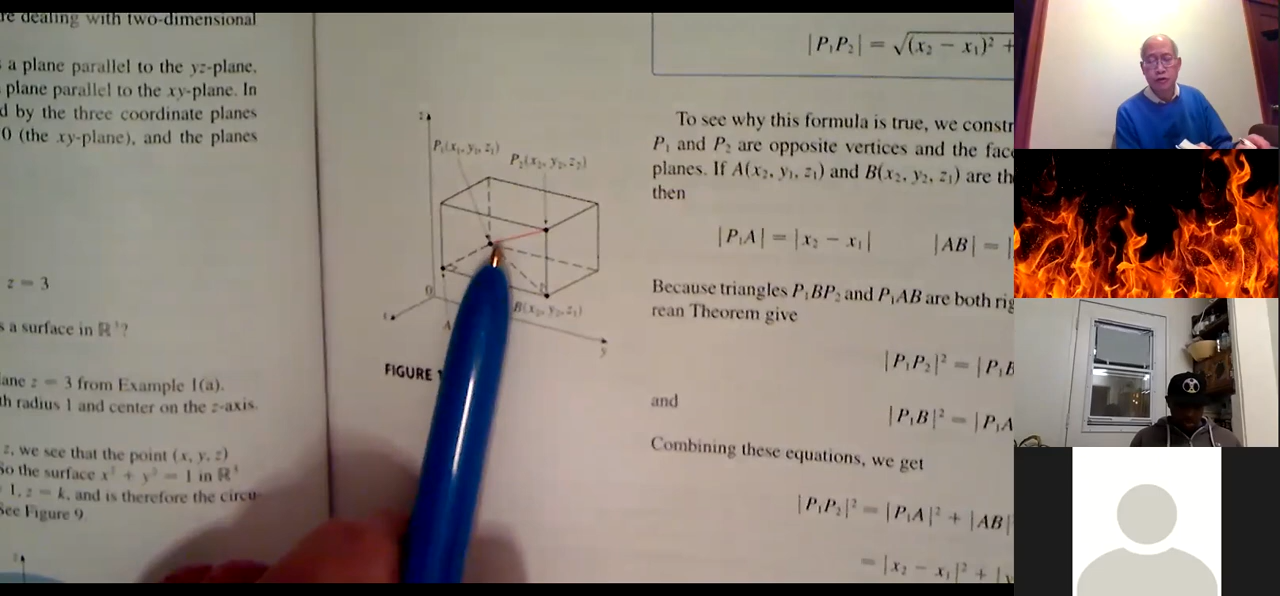 re dealing with two-dimensional
a plane parallel to the yz-plane,
plane parallel to the xy-plane. In
d by the three coordinate planes
0 (the xy-plane), and the planes
z = 3
s a surface in ℝ³?
ane z = 3 from Example 1(a).
th radius 1 and center on the z-axis.
z, we see that the point (x, y, z)
So the surface x² + y² = 1 in ℝ³
1, z = k, and is therefore the circu-
See Figure 9.
z
z
P₁(x₁, y₁, z₁)
P₂(x₂, y₂, z₂)
0
x
A
B(x₂, y₂, z₁)
y
FIGURE
|P₁P₂| = √(x₂ − x₁)² +
To see why this formula is true, we constr
P₁ and P₂ are opposite vertices and the fac
planes. If A(x₂, y₁, z₁) and B(x₂, y₂, z₁) are th
then
|P₁A| = |x₂ − x₁| |AB| = |
Because triangles P₁BP₂ and P₁AB are both rig
rean Theorem give
|P₁P₂|² = |P₁B
and
|P₁B|² = |P₁A
Combining these equations, we get
|P₁P₂|² = |P₁A|² + |AB|
= |x₂ − x₁|² + |y